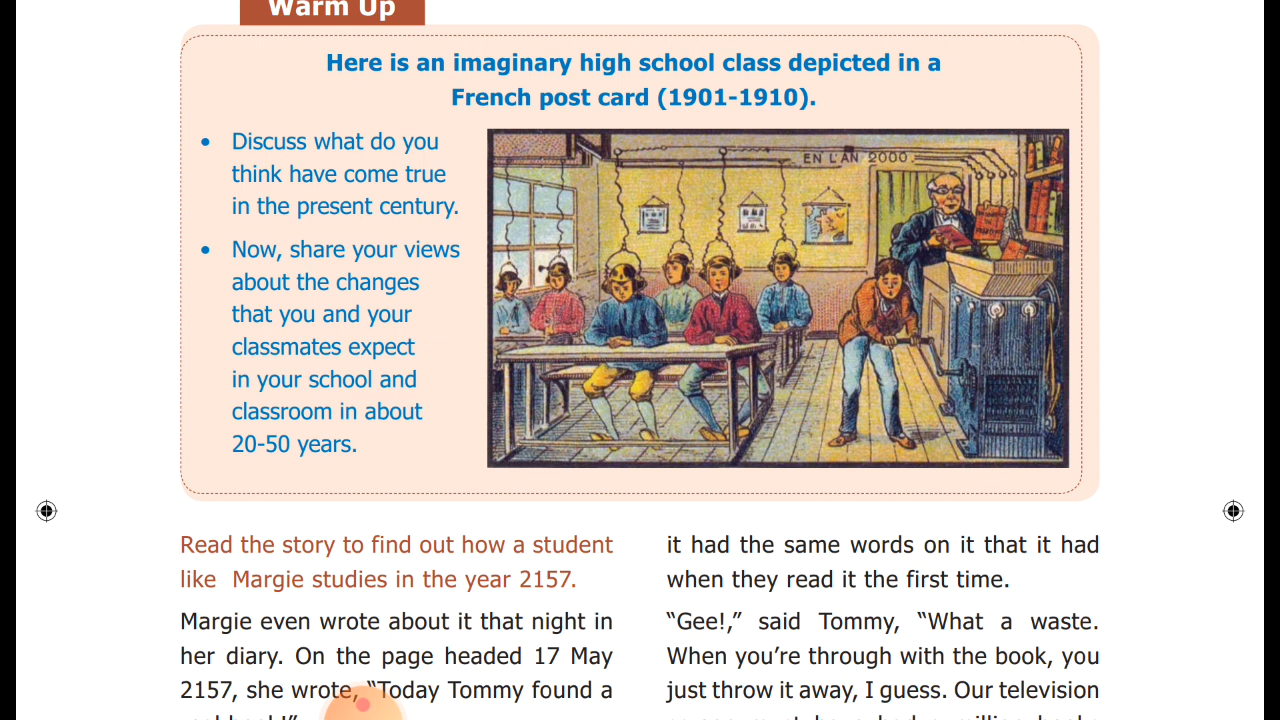 Warm Up
Here is an imaginary high school class depicted in a
French post card (1901-1910).
• Discuss what do you
think have come true
in the present century.
• Now, share your views
about the changes
that you and your
classmates expect
in your school and
classroom in about
20-50 years.
EN L'AN 2000.
Read the story to find out how a student
like Margie studies in the year 2157.
Margie even wrote about it that night in
her diary. On the page headed 17 May
2157, she wrote, “Today Tommy found a
it had the same words on it that it had
when they read it the first time.
“Gee!,” said Tommy, “What a waste.
When you’re through with the book, you
just throw it away, I guess. Our television